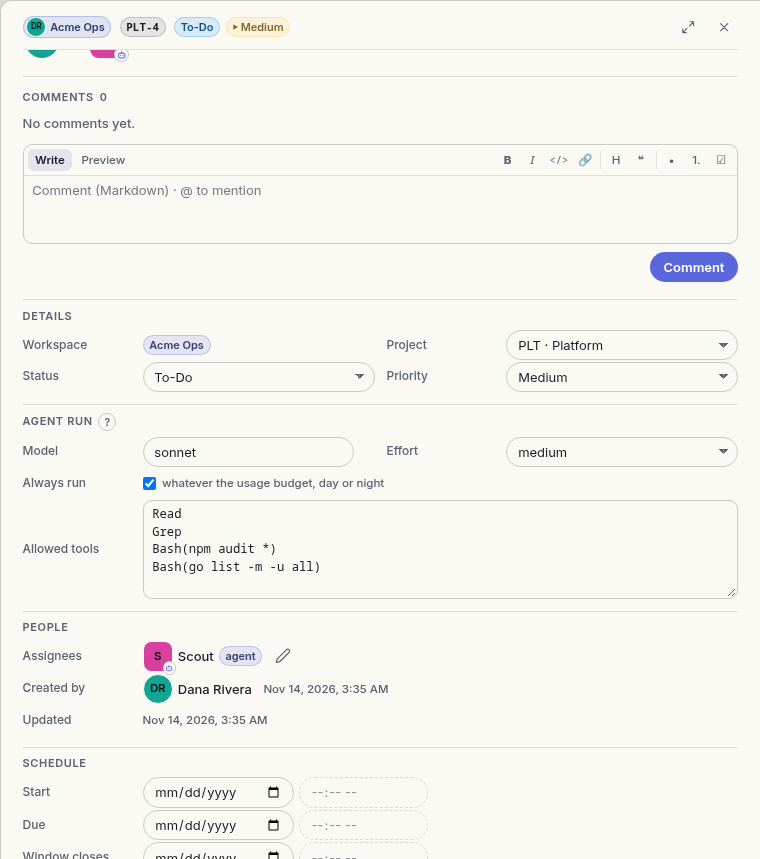 DR Acme Ops PLT-4 To-Do Medium
COMMENTS 0
No comments yet.
Write Preview B I </> H ❝ • 1. ☑
Comment (Markdown) · @ to mention
Comment
DETAILS
Workspace Acme Ops Project PLT · Platform
Status To-Do Priority Medium
AGENT RUN ?
Model sonnet Effort medium
Always run whatever the usage budget, day or night
Allowed tools
Read
Grep
Bash(npm audit *)
Bash(go list -m -u all)
PEOPLE
Assignees S Scout agent
Created by DR Dana Rivera Nov 14, 2026, 3:35 AM
Updated Nov 14, 2026, 3:35 AM
SCHEDULE
Start mm/dd/yyyy --:-- --
Due mm/dd/yyyy --:-- --
Window closes mm/dd/yyyy --:-- --